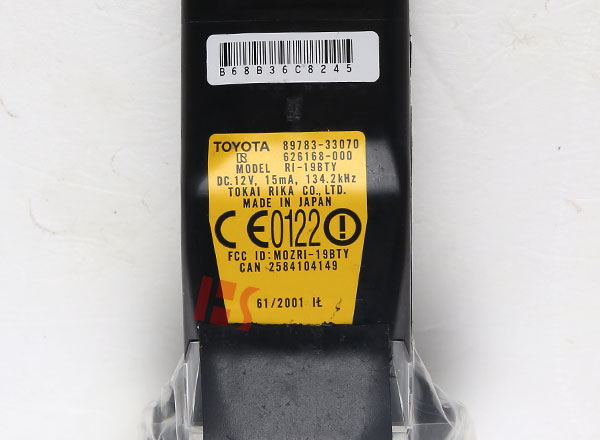 B68B36C8245
TOYOTA 89783-33070
R 626168-000
MODEL RI-19BTY
DC.12V, 15mA, 134.2kHz
TOKAI RIKA CO., LTD.
MADE IN JAPAN
CE0122
FCC ID: MOZRI-19BTY
CAN 2584104149
61/2001 IŁ